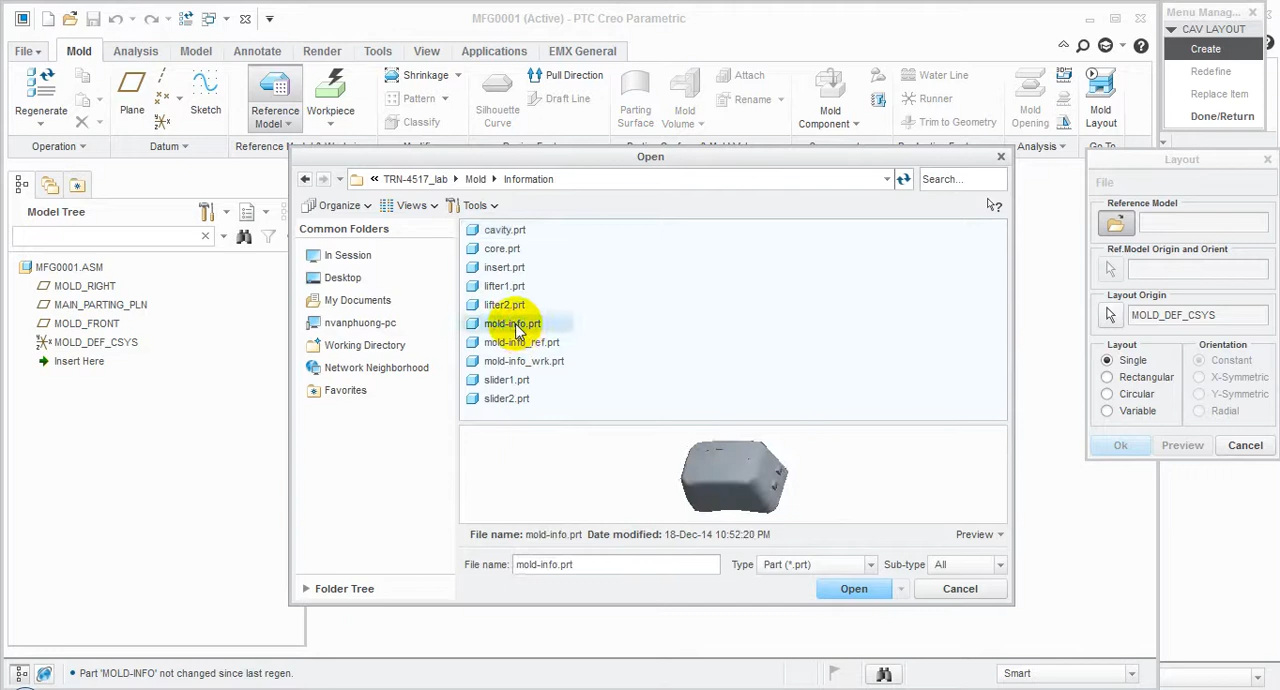 MFG0001 (Active) - PTC Creo Parametric
Menu Manag...
CAV LAYOUT
Create
Redefine
Replace Item
Done/Return
File
Mold
Analysis
Model
Annotate
Render
Tools
View
Applications
EMX General
Regenerate
Plane
Sketch
Reference Model
Workpiece
Shrinkage
Pattern
Classify
Silhouette Curve
Pull Direction
Draft Line
Parting Surface
Mold Volume
Attach
Rename
Mold Component
Water Line
Runner
Trim to Geometry
Mold Opening
Mold Layout
Operation
Datum
Analysis
Model Tree
MFG0001.ASM
MOLD_RIGHT
MAIN_PARTING_PLN
MOLD_FRONT
MOLD_DEF_CSYS
Insert Here
Open
TRN-4517_lab
Mold
Information
Search...
Organize
Views
Tools
Common Folders
In Session
Desktop
My Documents
nvanphuong-pc
Working Directory
Network Neighborhood
Favorites
Folder Tree
cavity.prt
core.prt
insert.prt
lifter1.prt
lifter2.prt
mold-info.prt
mold-info_ref.prt
mold-info_wrk.prt
slider1.prt
slider2.prt
File name: mold-info.prt Date modified: 18-Dec-14 10:52:20 PM
Preview
File name: mold-info.prt
Type Part (*.prt)
Sub-type: All
Open
Cancel
Layout
File
Reference Model
Ref.Model Origin and Orient
Layout Origin
MOLD_DEF_CSYS
Layout
Orientation
Single
Constant
Rectangular
X-Symmetric
Circular
Y-Symmetric
Variable
Radial
Ok
Preview
Cancel
• Part 'MOLD-INFO' not changed since last regen.
Smart